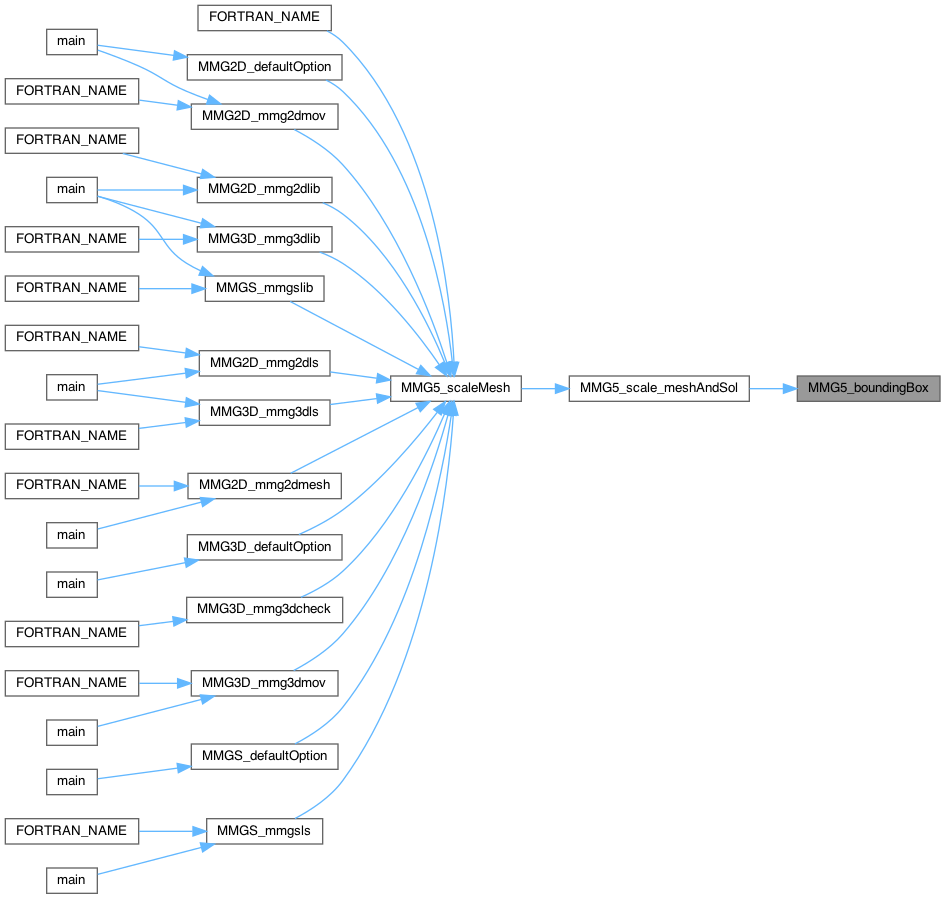 FORTRAN_NAME
main
MMG2D_defaultOption
FORTRAN_NAME
MMG2D_mmg2dmov
FORTRAN_NAME
main
MMG2D_mmg2dlib
FORTRAN_NAME
MMG3D_mmg3dlib
FORTRAN_NAME
MMGS_mmgslib
FORTRAN_NAME
MMG2D_mmg2dls
main
MMG5_scaleMesh
MMG5_scale_meshAndSol
MMG5_boundingBox
MMG3D_mmg3dls
FORTRAN_NAME
FORTRAN_NAME
MMG2D_mmg2dmesh
main
MMG3D_defaultOption
main
MMG3D_mmg3dcheck
FORTRAN_NAME
FORTRAN_NAME
MMG3D_mmg3dmov
main
MMGS_defaultOption
main
FORTRAN_NAME
MMGS_mmgsls
main